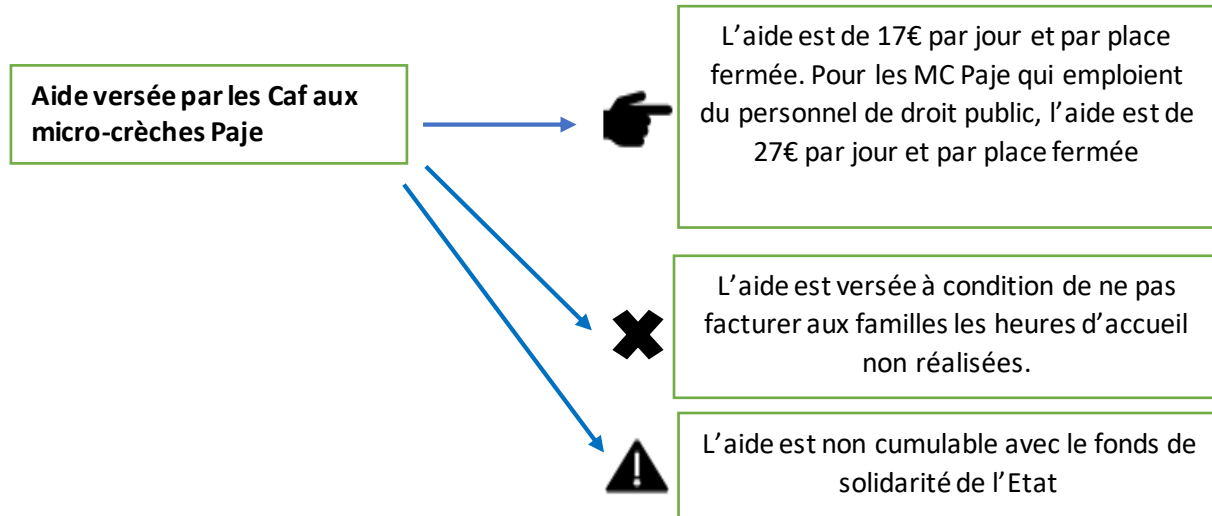 Aide versée par les Caf aux
micro-crèches Paje
L’aide est de 17€ par jour et par place
fermée. Pour les MC Paje qui emploient
du personnel de droit public, l’aide est de
27€ par jour et par place fermée
L’aide est versée à condition de ne pas
facturer aux familles les heures d’accueil
non réalisées.
L’aide est non cumulable avec le fonds de
solidarité de l’Etat